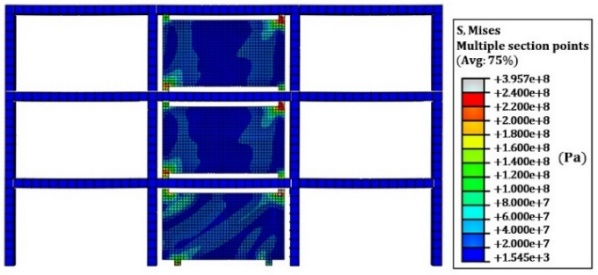 S, Mises
Multiple section points
(Avg: 75%)
+3.957e+8
+2.400e+8
+2.200e+8
+2.000e+8
+1.800e+8
+1.600e+8
+1.400e+8
+1.200e+8
+1.000e+8
+8.000e+7
+6.000e+7
+4.000e+7
+2.000e+7
+1.545e+3
(Pa)